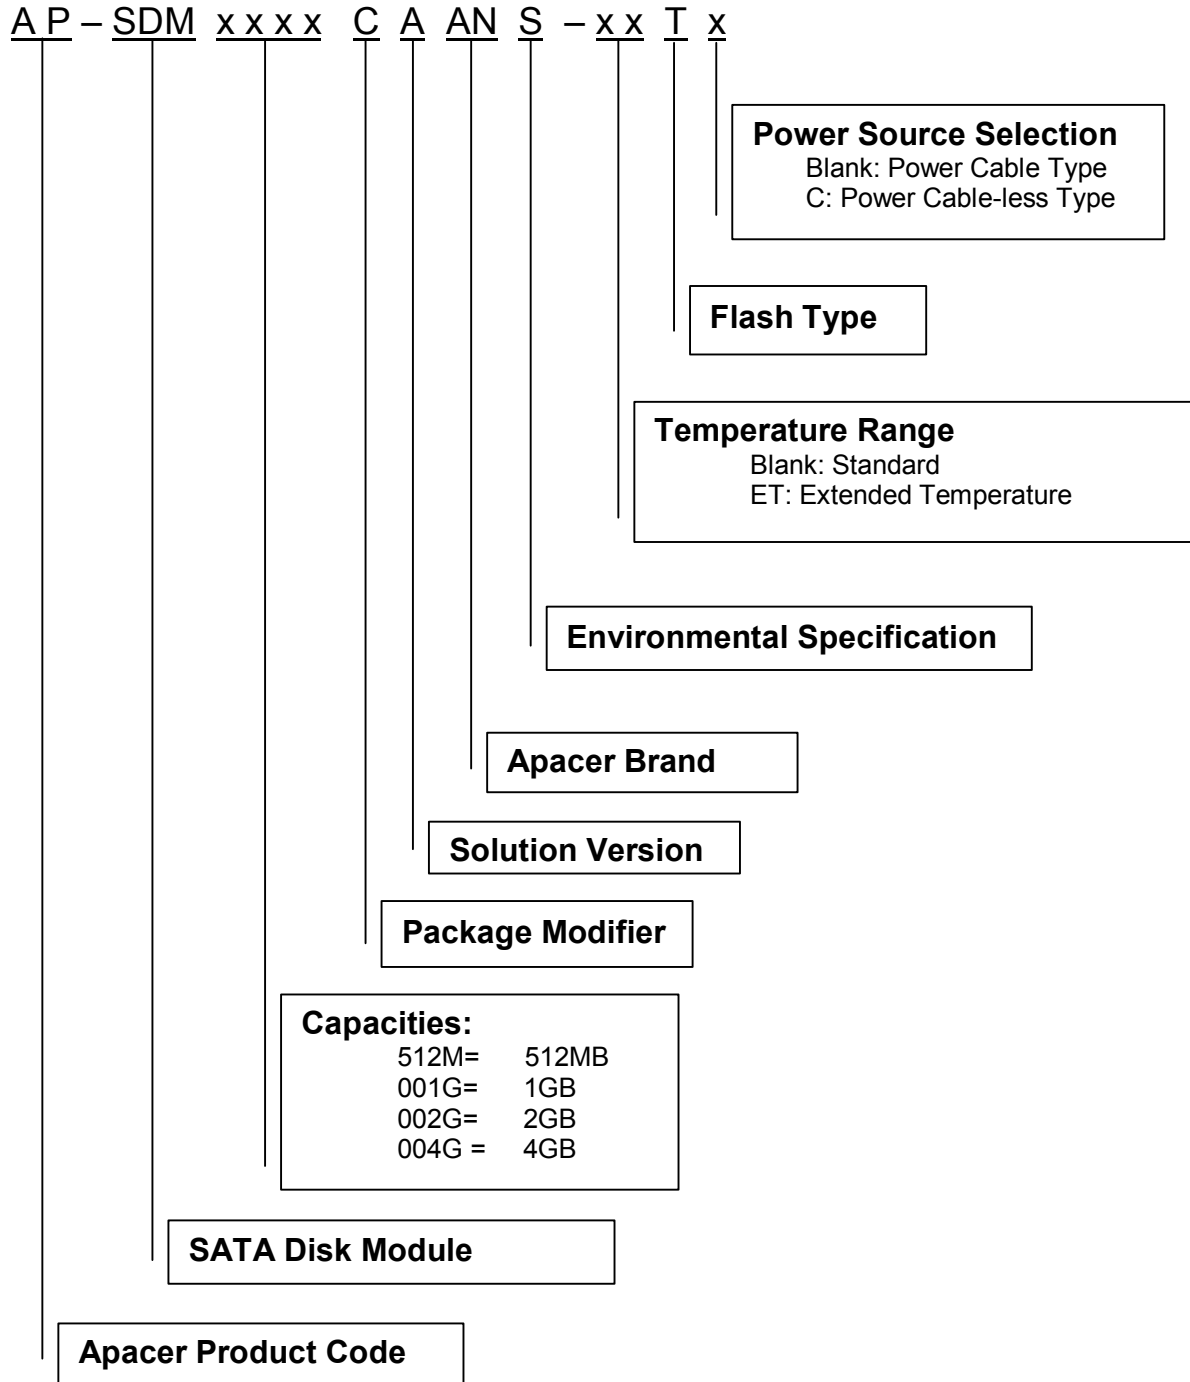 A P – SDM x x x x C A AN S – x x T x
Power Source Selection
Blank: Power Cable Type
C: Power Cable-less Type
Flash Type
Temperature Range
Blank: Standard
ET: Extended Temperature
Environmental Specification
Apacer Brand
Solution Version
Package Modifier
Capacities:
512M= 512MB
001G= 1GB
002G= 2GB
004G = 4GB
SATA Disk Module
Apacer Product Code